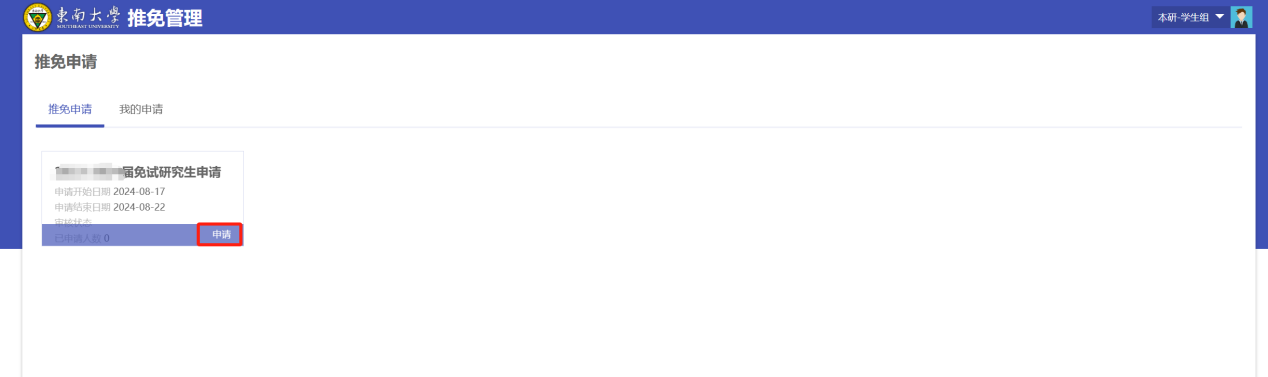 東南大學 推免管理
SOUTHEAST UNIVERSITY
本研-学生组
推免申请
推免申请 我的申请
届免试研究生申请
申请开始日期 2024-08-17
申请结束日期 2024-08-22
审核状态
已申请人数 0 申请